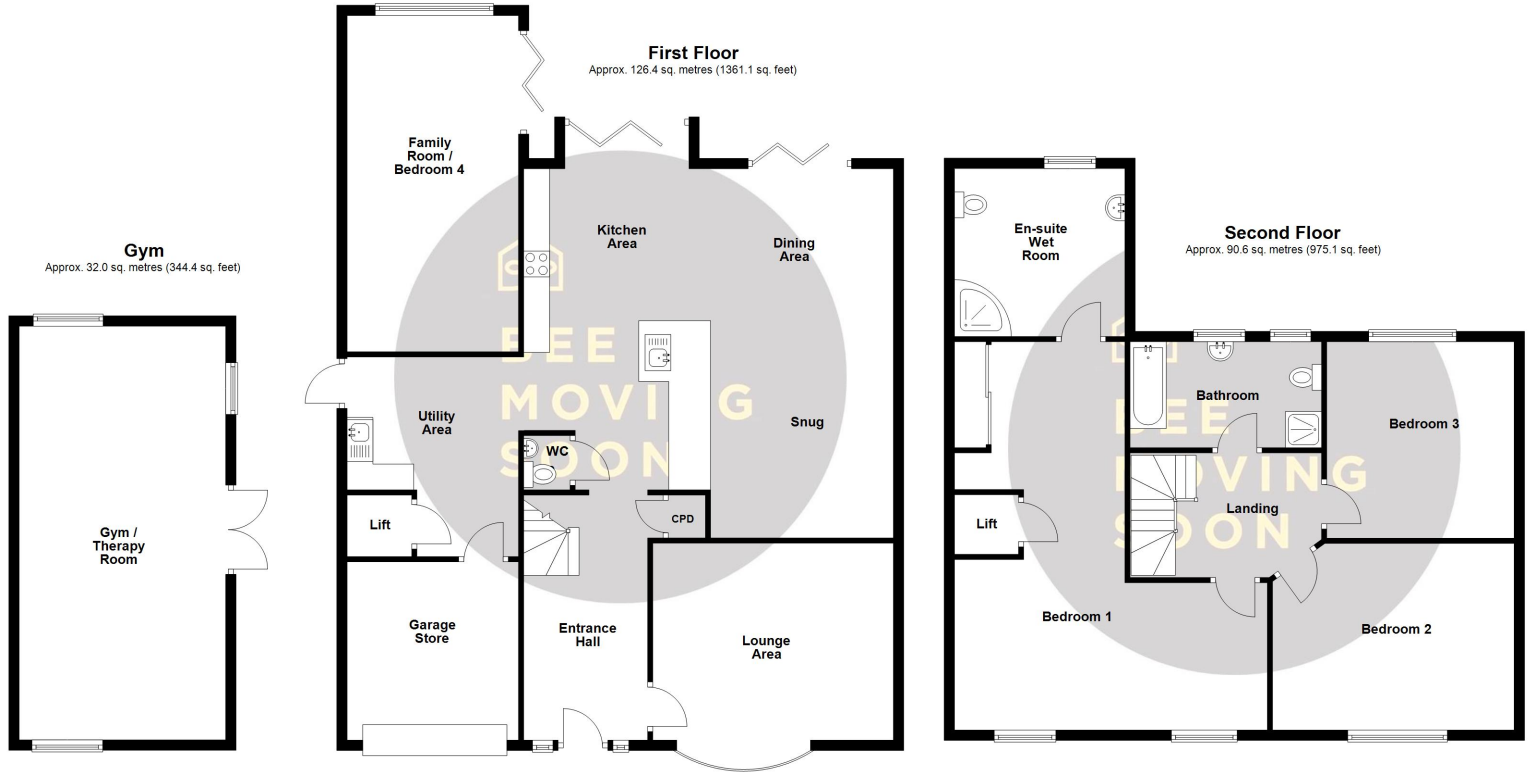 First Floor
Approx. 126.4 sq. metres (1361.1 sq. feet)
Family
Room /
Bedroom 4
Kitchen
Area
Dining
Area
Utility
Area
Snug
WC
Lift
CPD
Garage
Store
Entrance
Hall
Lounge
Area
Gym
Approx. 32.0 sq. metres (344.4 sq. feet)
Gym /
Therapy
Room
Second Floor
Approx. 90.6 sq. metres (975.1 sq. feet)
En-suite
Wet
Room
Bathroom
Bedroom 3
Landing
Lift
Bedroom 1
Bedroom 2
BEE
MOVING
SOON
BEE
MOVING
SOON